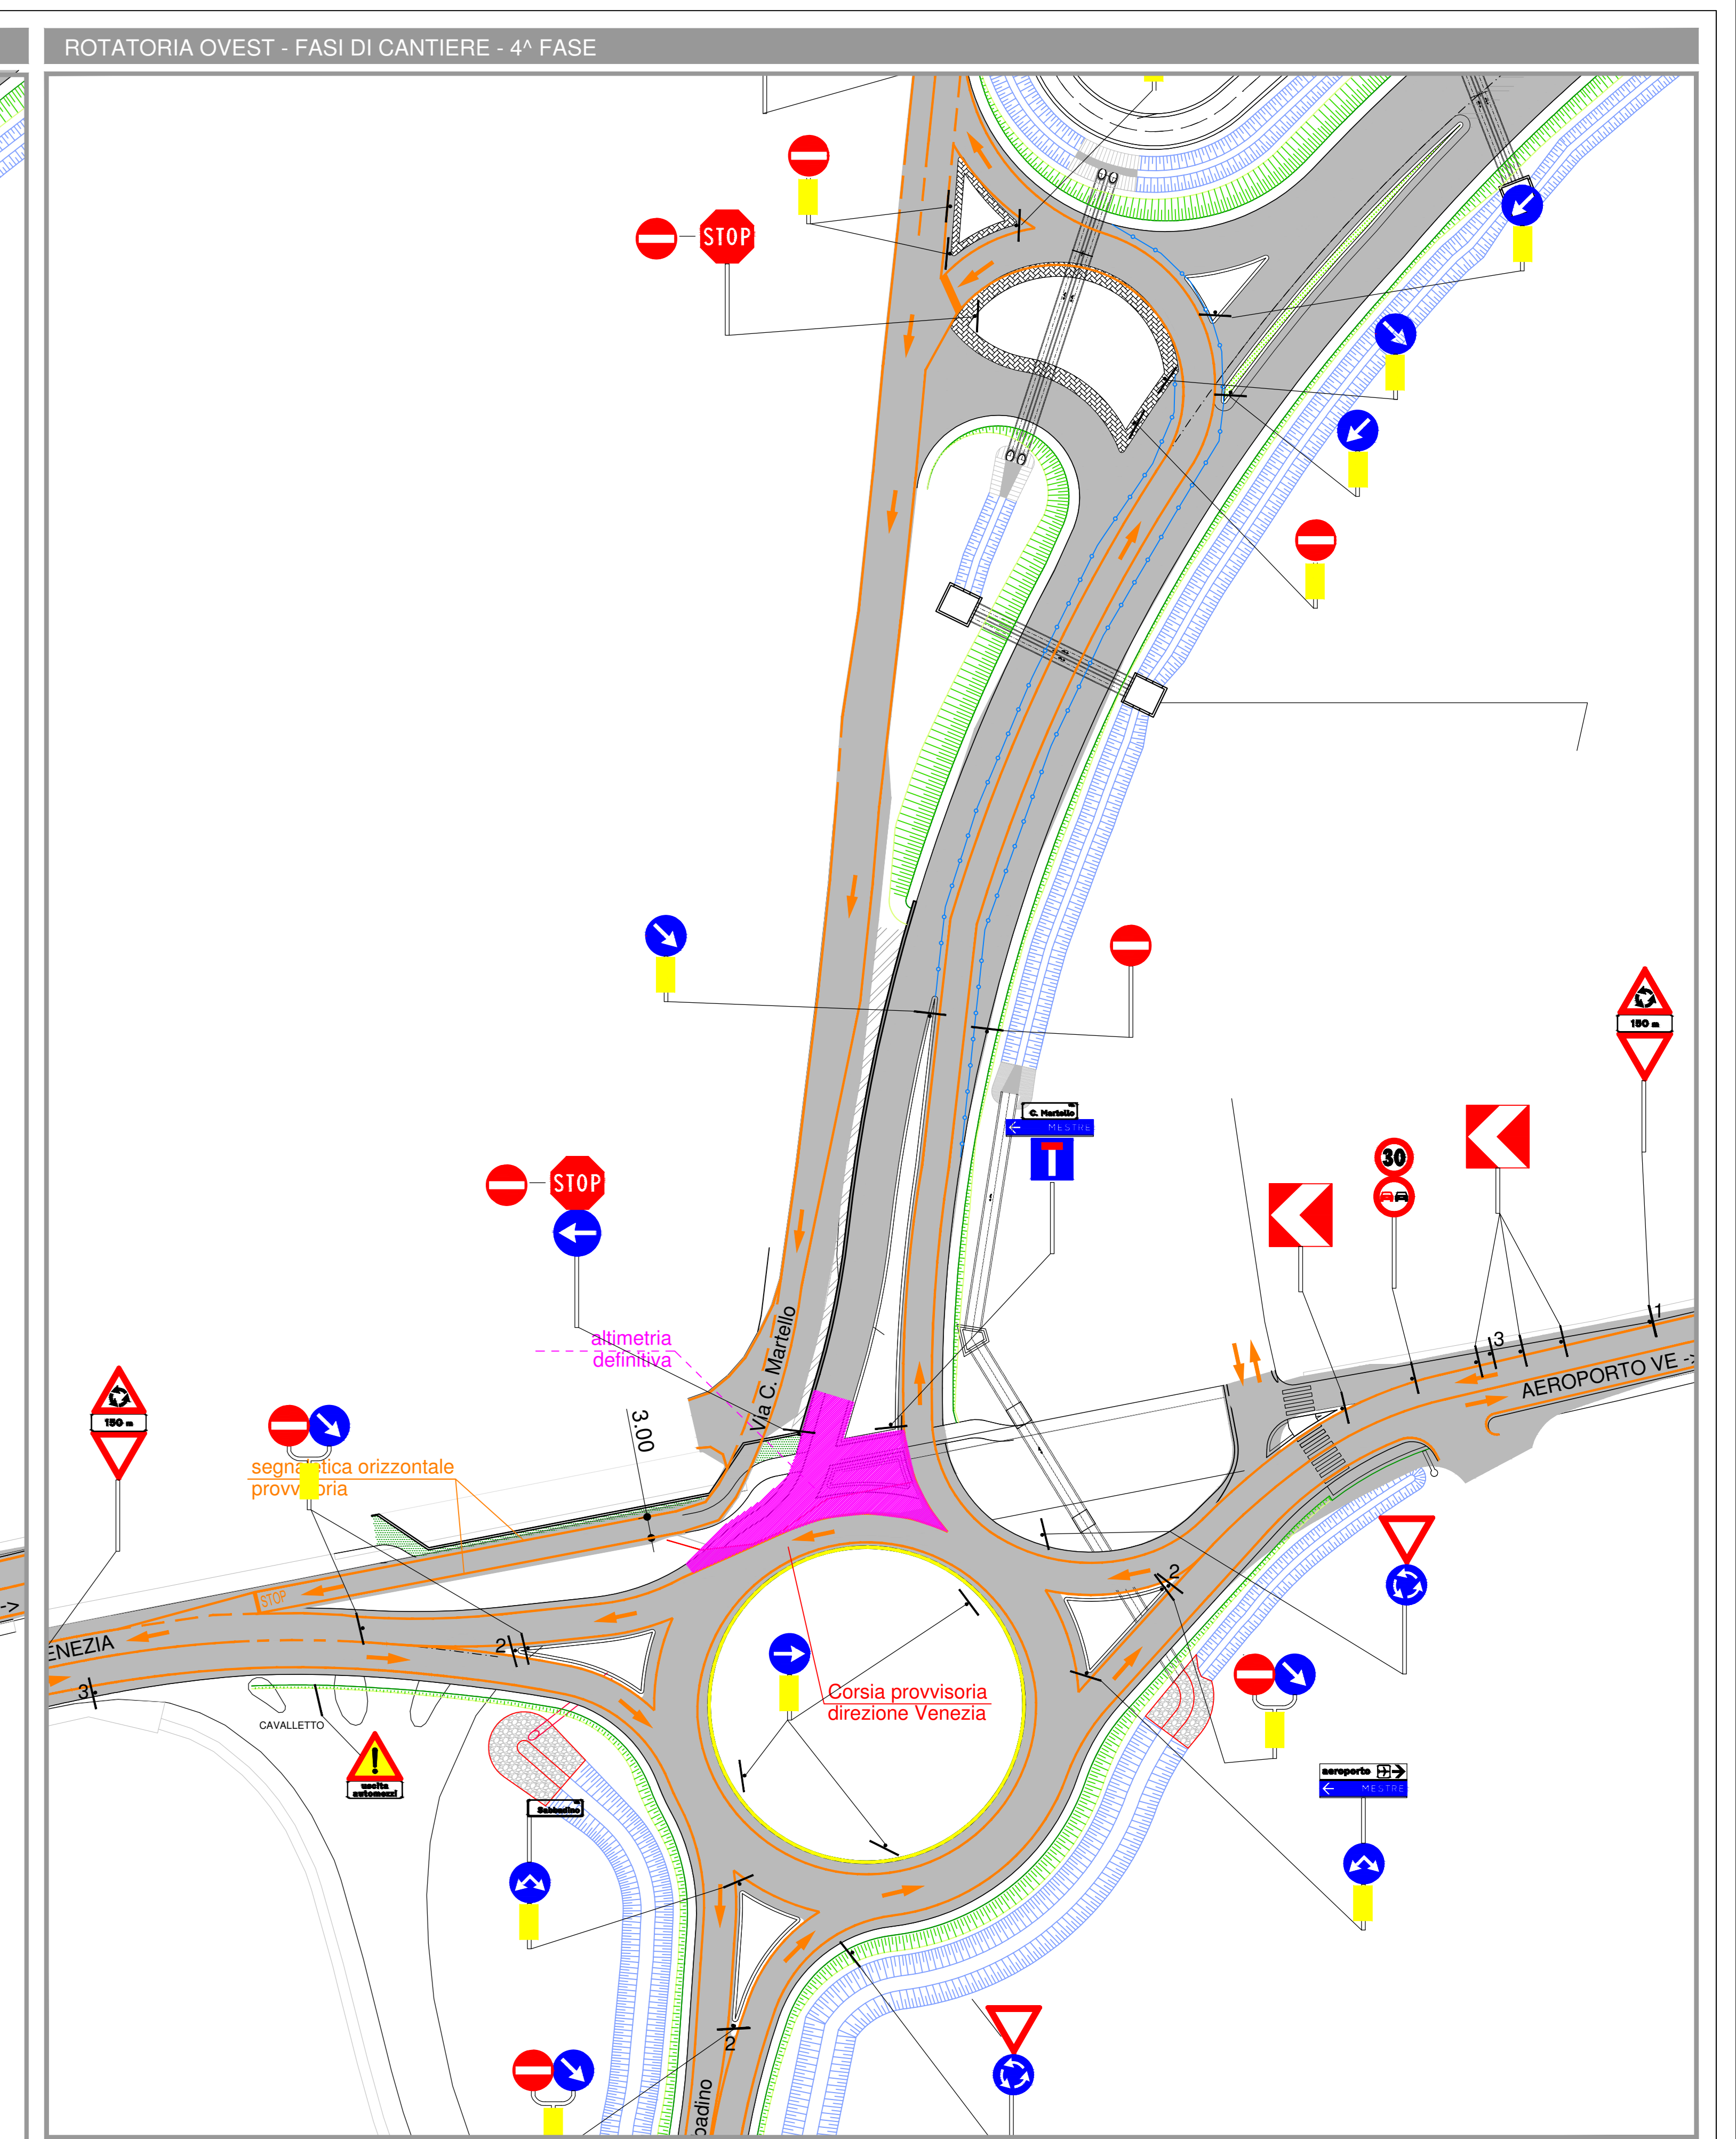 ROTATORIA OVEST - FASI DI CANTIERE - 4^ FASE
STOP
C. Martello
MESTRE
150 m
30
STOP
Via C. Martello
altimetria
definitiva
3
1
AEROPORTO VE ->
150 m
3.00
segnaletica orizzontale
provvisoria
STOP
2
ENEZIA
->
2
3
CAVALLETTO
Corsia provvisoria
direzione Venezia
uscita
automezzi
Sabbadino
aeroporto
MESTRE
2
badino